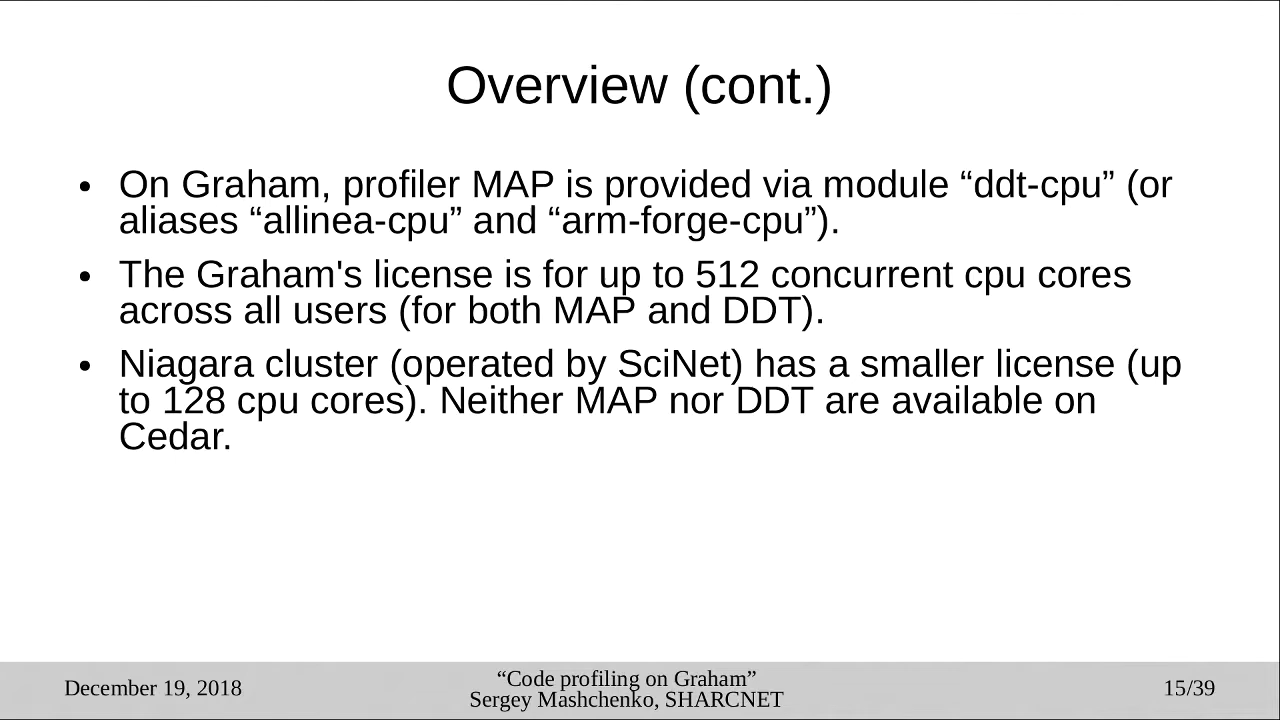 Overview (cont.)
• On Graham, profiler MAP is provided via module “ddt-cpu” (or
aliases “allinea-cpu” and “arm-forge-cpu”).
• The Graham's license is for up to 512 concurrent cpu cores
across all users (for both MAP and DDT).
• Niagara cluster (operated by SciNet) has a smaller license (up
to 128 cpu cores). Neither MAP nor DDT are available on
Cedar.
December 19, 2018
“Code profiling on Graham”
Sergey Mashchenko, SHARCNET
15/39